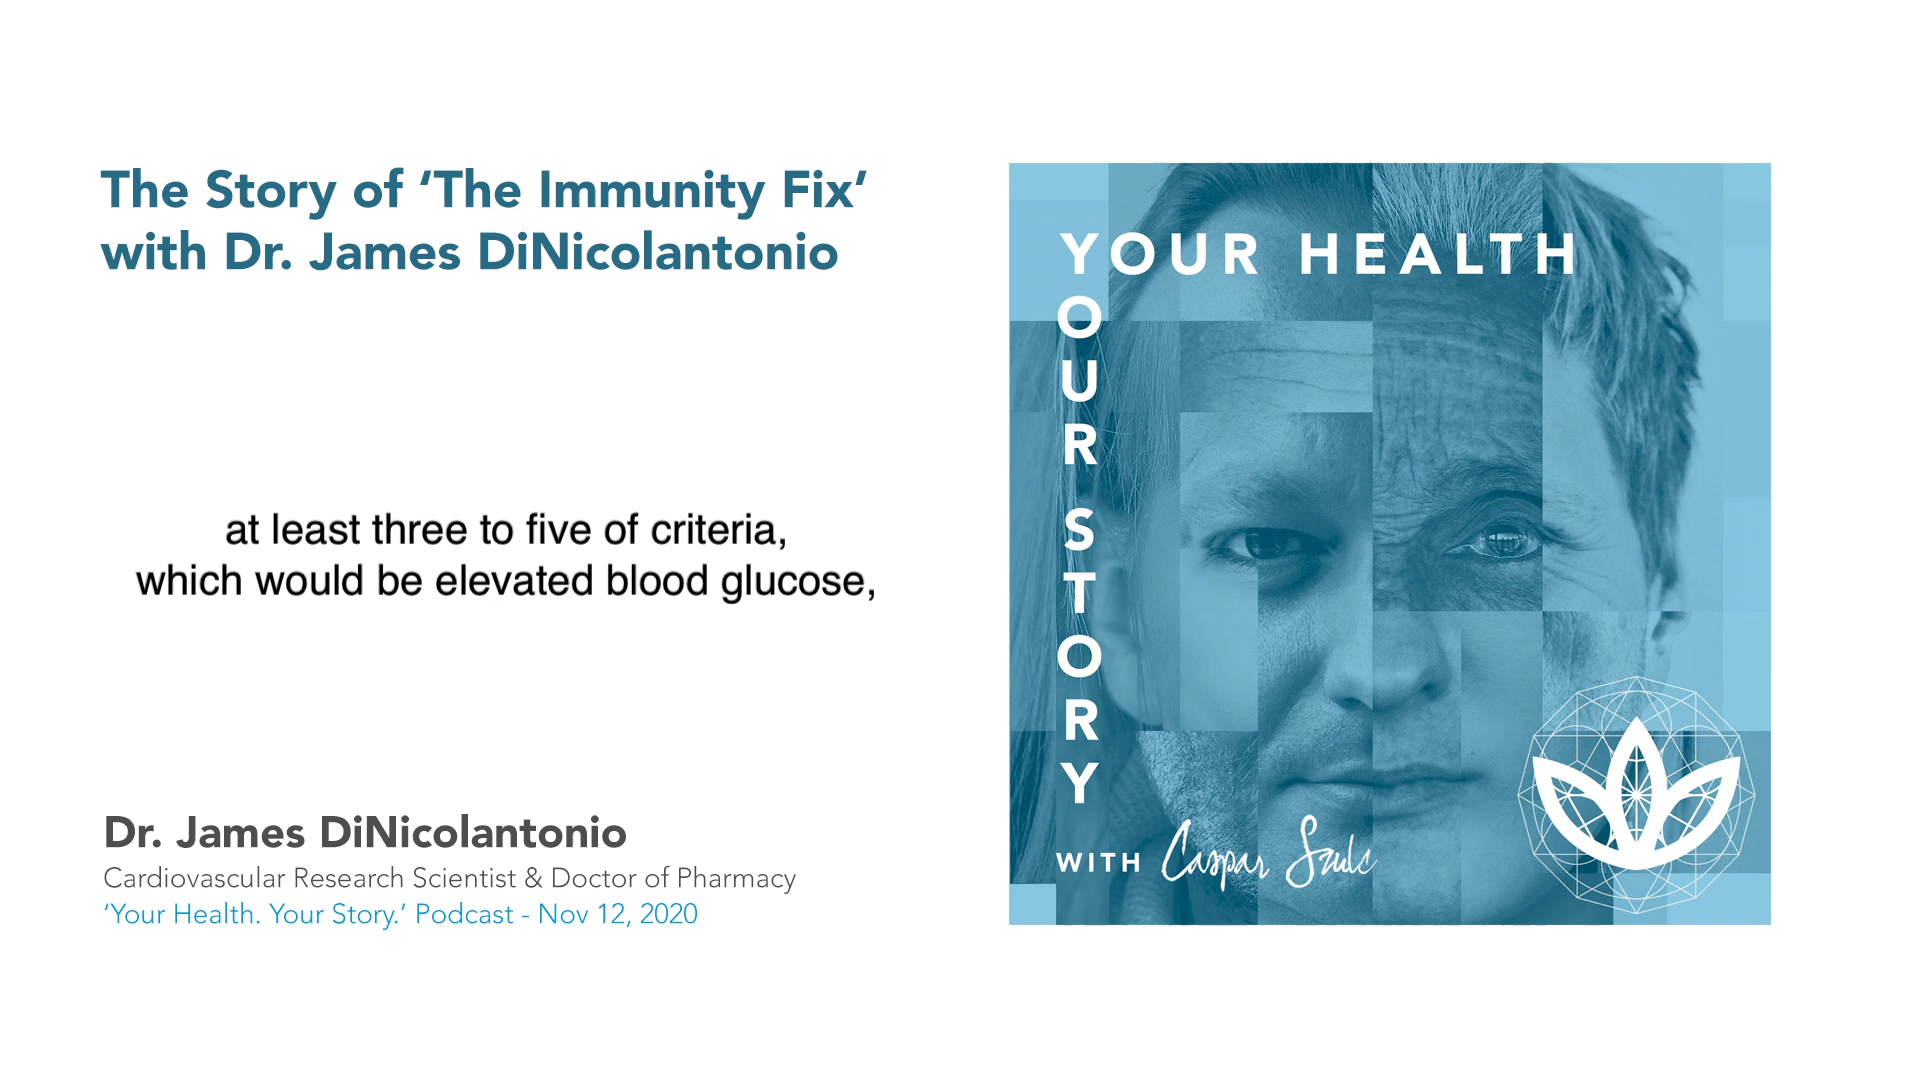 The Story of ‘The Immunity Fix’
with Dr. James DiNicolantonio
at least three to five of criteria,
which would be elevated blood glucose,
Dr. James DiNicolantonio
Cardiovascular Research Scientist & Doctor of Pharmacy
‘Your Health. Your Story.’ Podcast - Nov 12, 2020
YOUR HEALTH
YOUR STORY
WITH Caspar Szulc